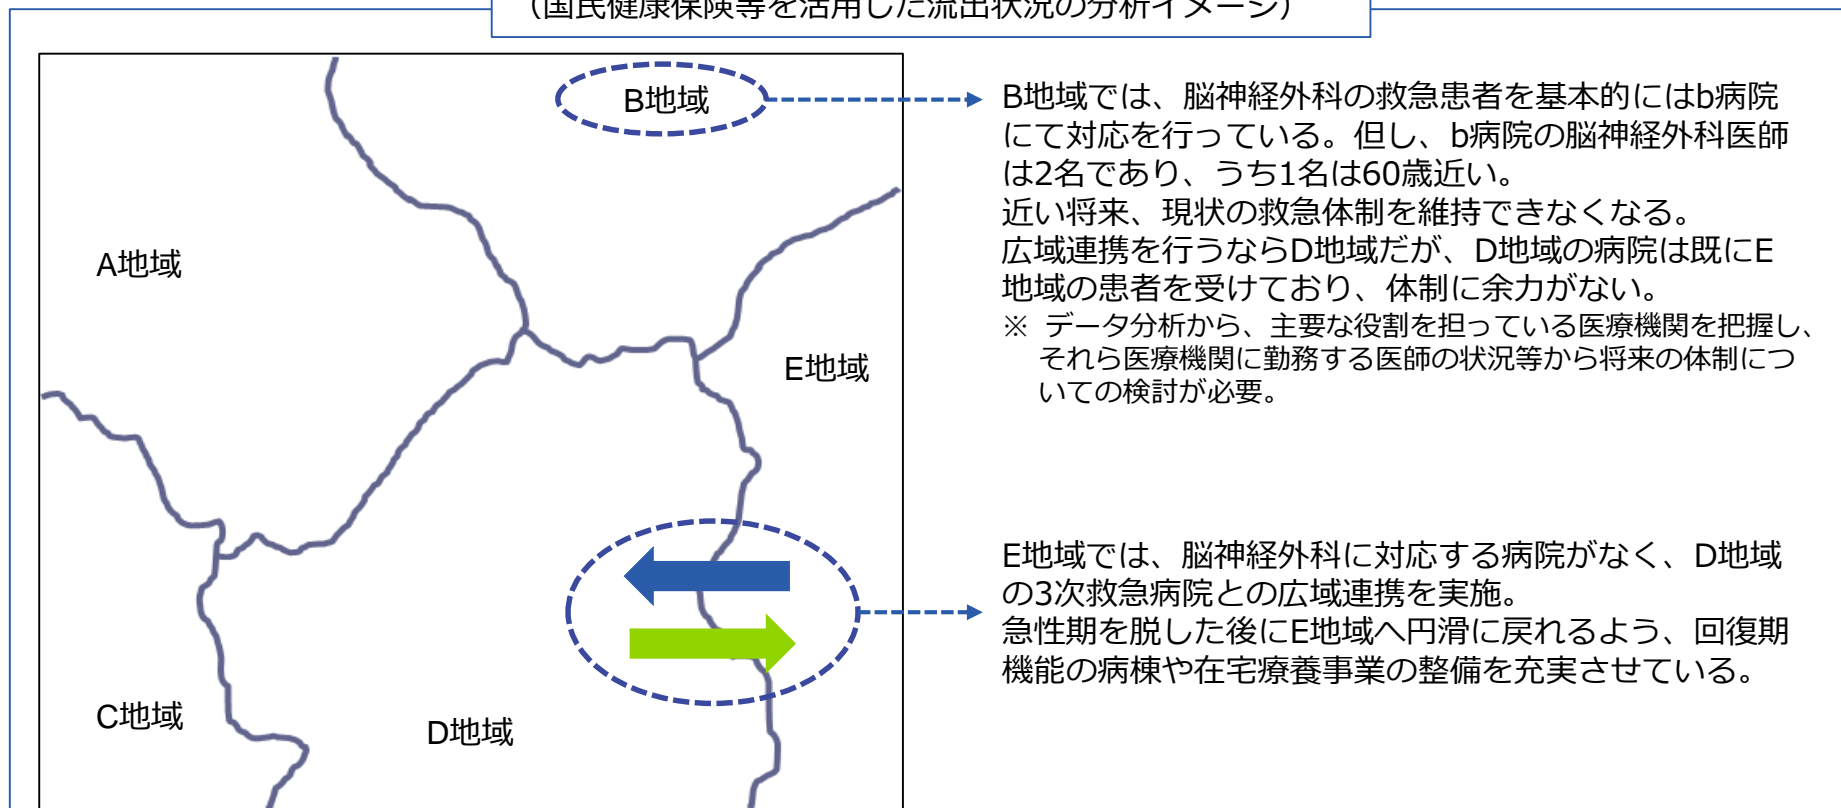 （国民健康保険等を活用した流出状況の分析イメージ）
B地域
A地域
E地域
C地域
D地域
B地域では、脳神経外科の救急患者を基本的にはb病院
にて対応を行っている。但し、b病院の脳神経外科医師
は2名であり、うち1名は60歳近い。
近い将来、現状の救急体制を維持できなくなる。
広域連携を行うならD地域だが、D地域の病院は既にE
地域の患者を受けており、体制に余力がない。
※ データ分析から、主要な役割を担っている医療機関を把握し、
それら医療機関に勤務する医師の状況等から将来の体制につ
いての検討が必要。
E地域では、脳神経外科に対応する病院がなく、D地域
の3次救急病院との広域連携を実施。
急性期を脱した後にE地域へ円滑に戻れるよう、回復期
機能の病棟や在宅療養事業の整備を充実させている。